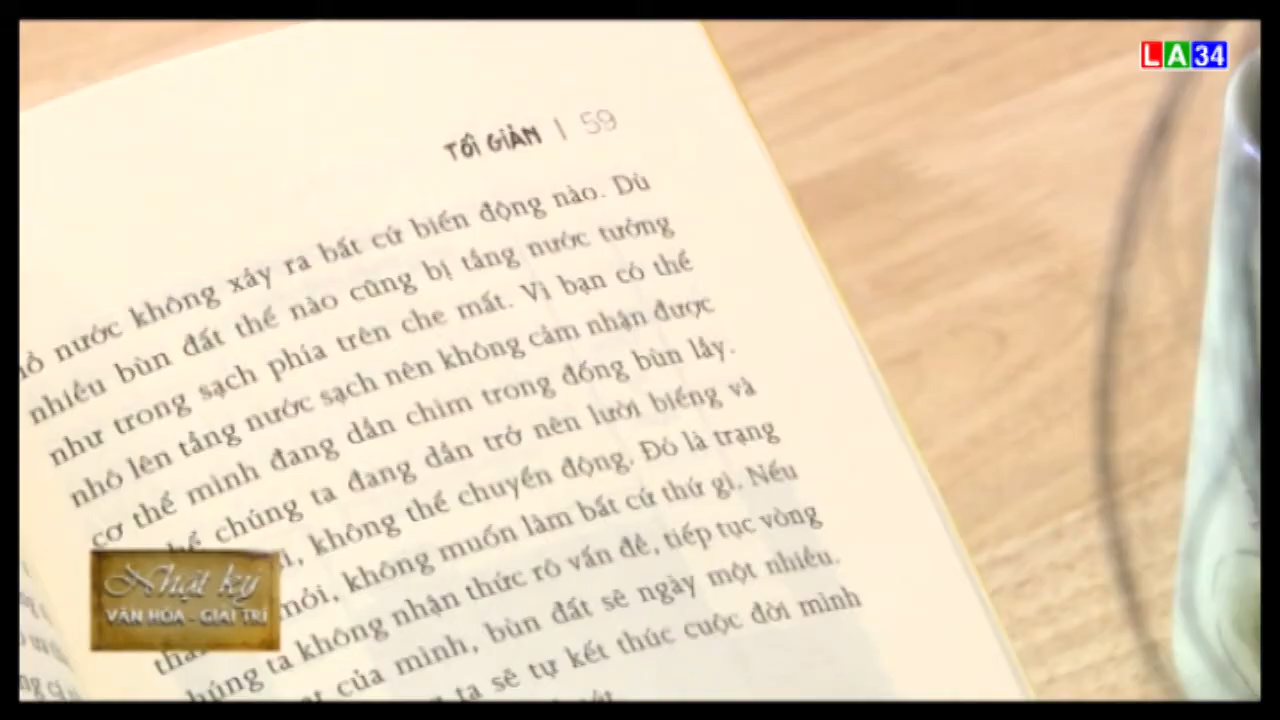 LA34
TỐI GIẢN | 59
nước không xảy ra bất cứ biến động nào. Dù
nhiều bùn đất thế nào cũng bị tầng nước tưởng
như trong sạch phía trên che mất. Vì bạn có thể
nhô lên tầng nước sạch nên không cảm nhận được
cơ thể mình đang dần chìm trong đống bùn lầy.
chúng ta đang dần trở nên lười biếng và
không thể chuyển động. Đó là trạng
không muốn làm bất cứ thứ gì. Nếu
chúng ta không nhận thức rõ vấn đề, tiếp tục vòng
của mình, bùn đất sẽ ngày một nhiều.
ta sẽ tự kết thúc cuộc đời mình
Nhật ký
VĂN HÓA - GIẢI TRÍ